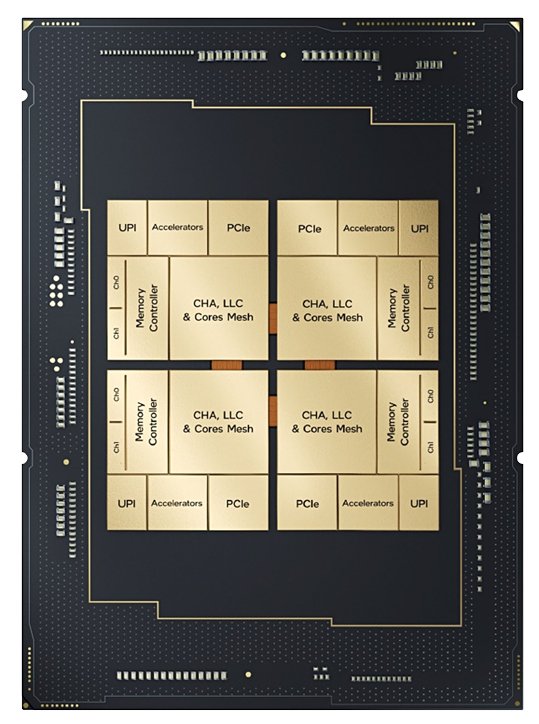 UPI
Accelerators
PCIe
PCIe
Accelerators
UPI
Ch0
Ch1
Memory
Controller
CHA, LLC
& Cores Mesh
CHA, LLC
& Cores Mesh
Memory
Controller
Ch0
Ch1
Ch0
Ch1
Memory
Controller
CHA, LLC
& Cores Mesh
CHA, LLC
& Cores Mesh
Memory
Controller
Ch0
Ch1
UPI
Accelerators
PCIe
PCIe
Accelerators
UPI